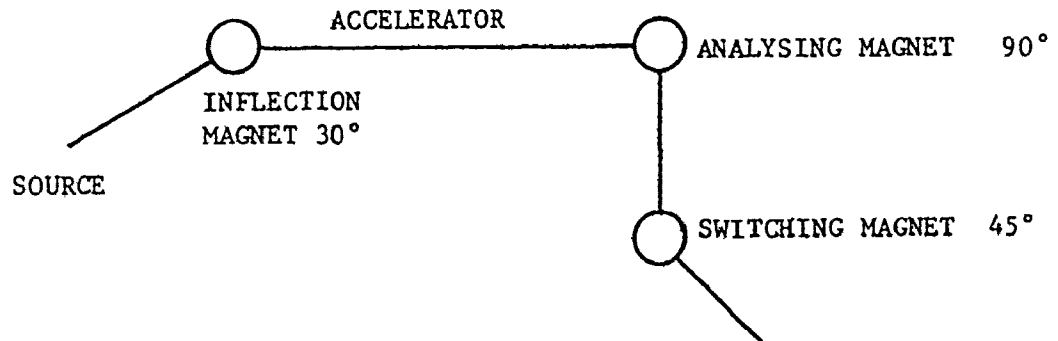 ACCELERATOR
ANALYSING MAGNET 90°
INFLECTION
MAGNET 30°
SOURCE
SWITCHING MAGNET 45°